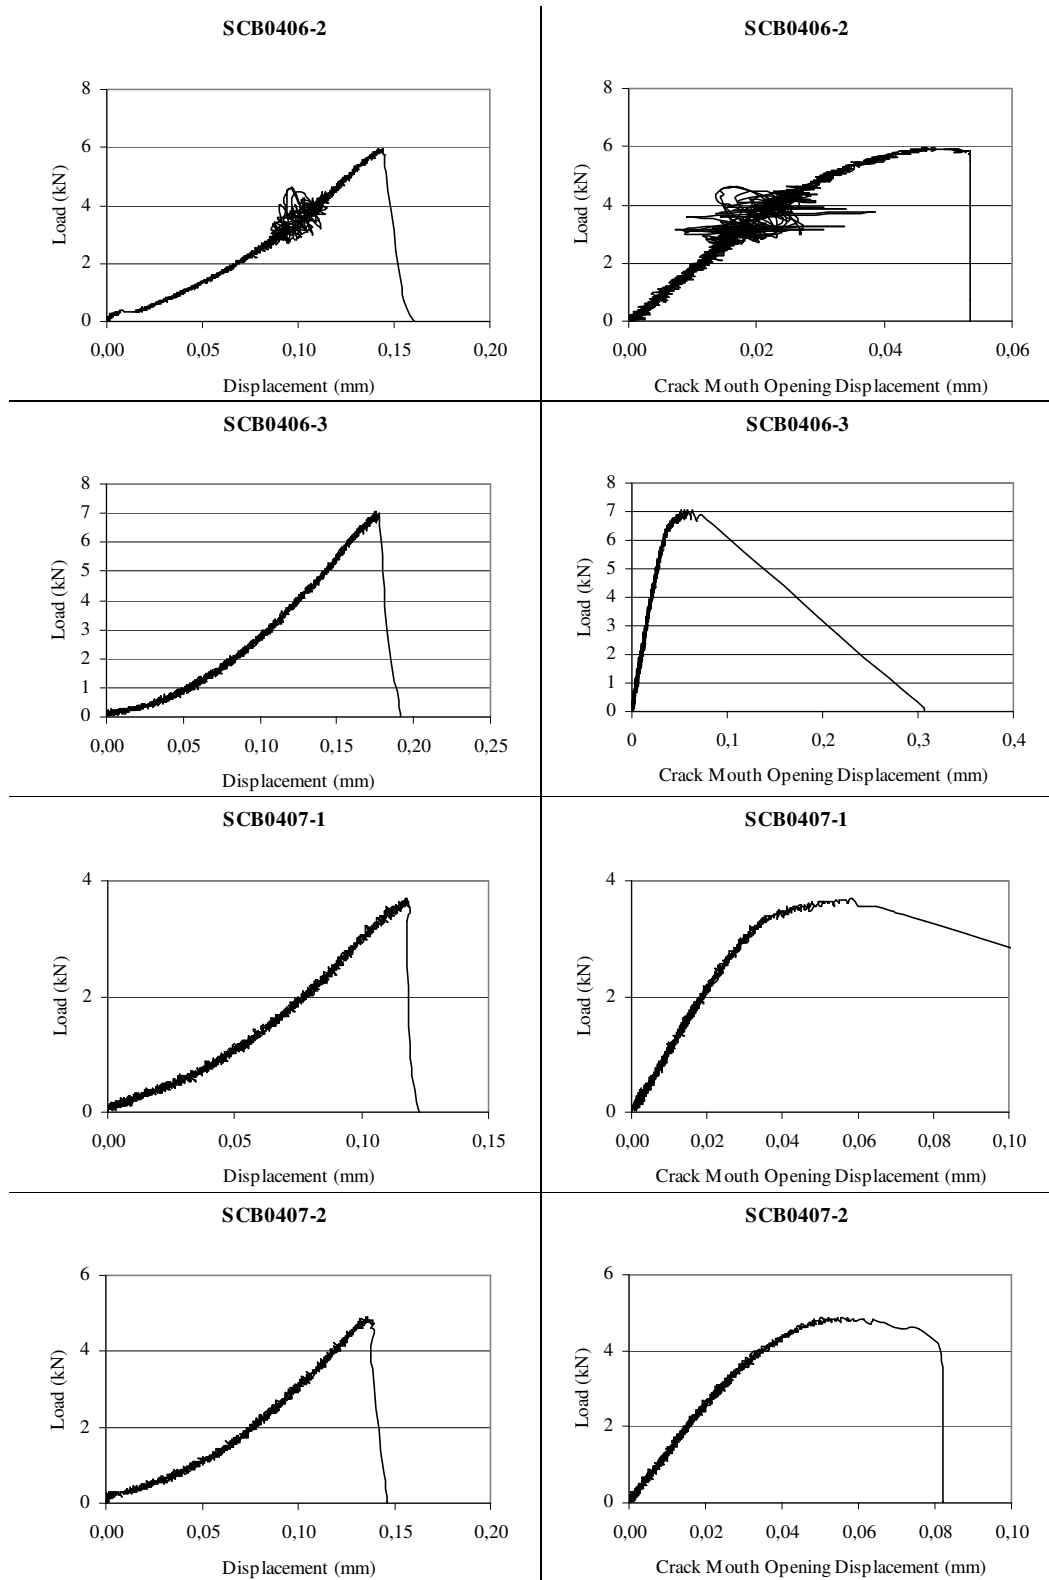 SCB0406-2
8
6
4
2
0
Load (kN)
0,00 0,05 0,10 0,15 0,20
Displacement (mm)
SCB0406-2
8
6
4
2
0
Load (kN)
0,00 0,02 0,04 0,06
Crack Mouth Opening Displacement (mm)
SCB0406-3
8
7
6
5
4
3
2
1
0
Load (kN)
0,00 0,05 0,10 0,15 0,20 0,25
Displacement (mm)
SCB0406-3
8
7
6
5
4
3
2
1
0
Load (kN)
0 0,1 0,2 0,3 0,4
Crack Mouth Opening Displacement (mm)
SCB0407-1
4
2
0
Load (kN)
0,00 0,05 0,10 0,15
Displacement (mm)
SCB0407-1
4
2
0
Load (kN)
0,00 0,02 0,04 0,06 0,08 0,10
Crack Mouth Opening Displacement (mm)
SCB0407-2
6
4
2
0
Load (kN)
0,00 0,05 0,10 0,15 0,20
Displacement (mm)
SCB0407-2
6
4
2
0
Load (kN)
0,00 0,02 0,04 0,06 0,08 0,10
Crack Mouth Opening Displacement (mm)